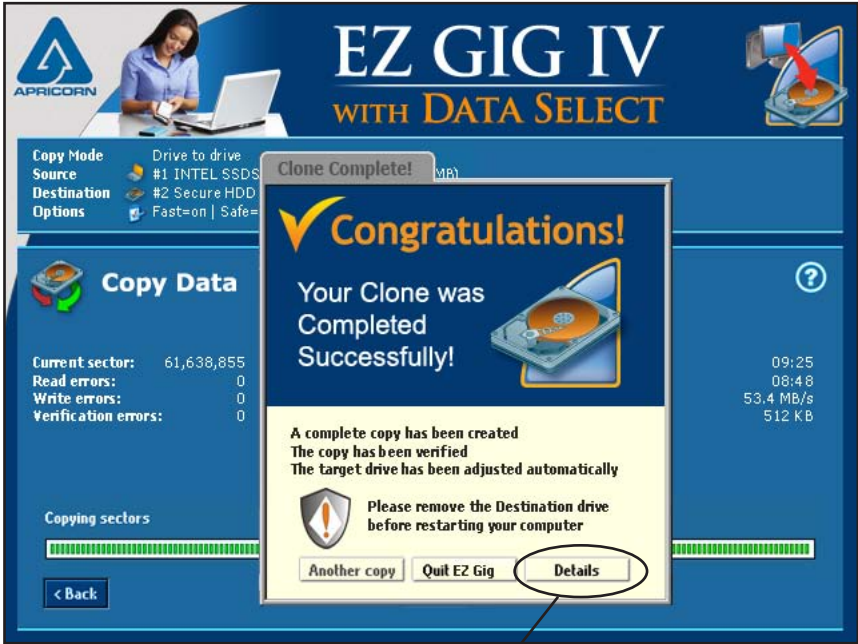 APRICORN
EZ GIG IV
WITH DATA SELECT
Copy Mode Drive to drive
Source #1 INTEL SSDS MB)
Destination #2 Secure HDD
Options Fast=on | Safe=
Clone Complete!
Congratulations!
Your Clone was
Completed
Successfully!
Copy Data
?
Current sector: 61,638,855 09:25
Read errors: 0 08:48
Write errors: 0 53.4 MB/s
Verification errors: 0 512 KB
A complete copy has been created
The copy has been verified
The target drive has been adjusted automatically
Please remove the Destination drive
before restarting your computer
Copying sectors
Another copy Quit EZ Gig Details
< Back